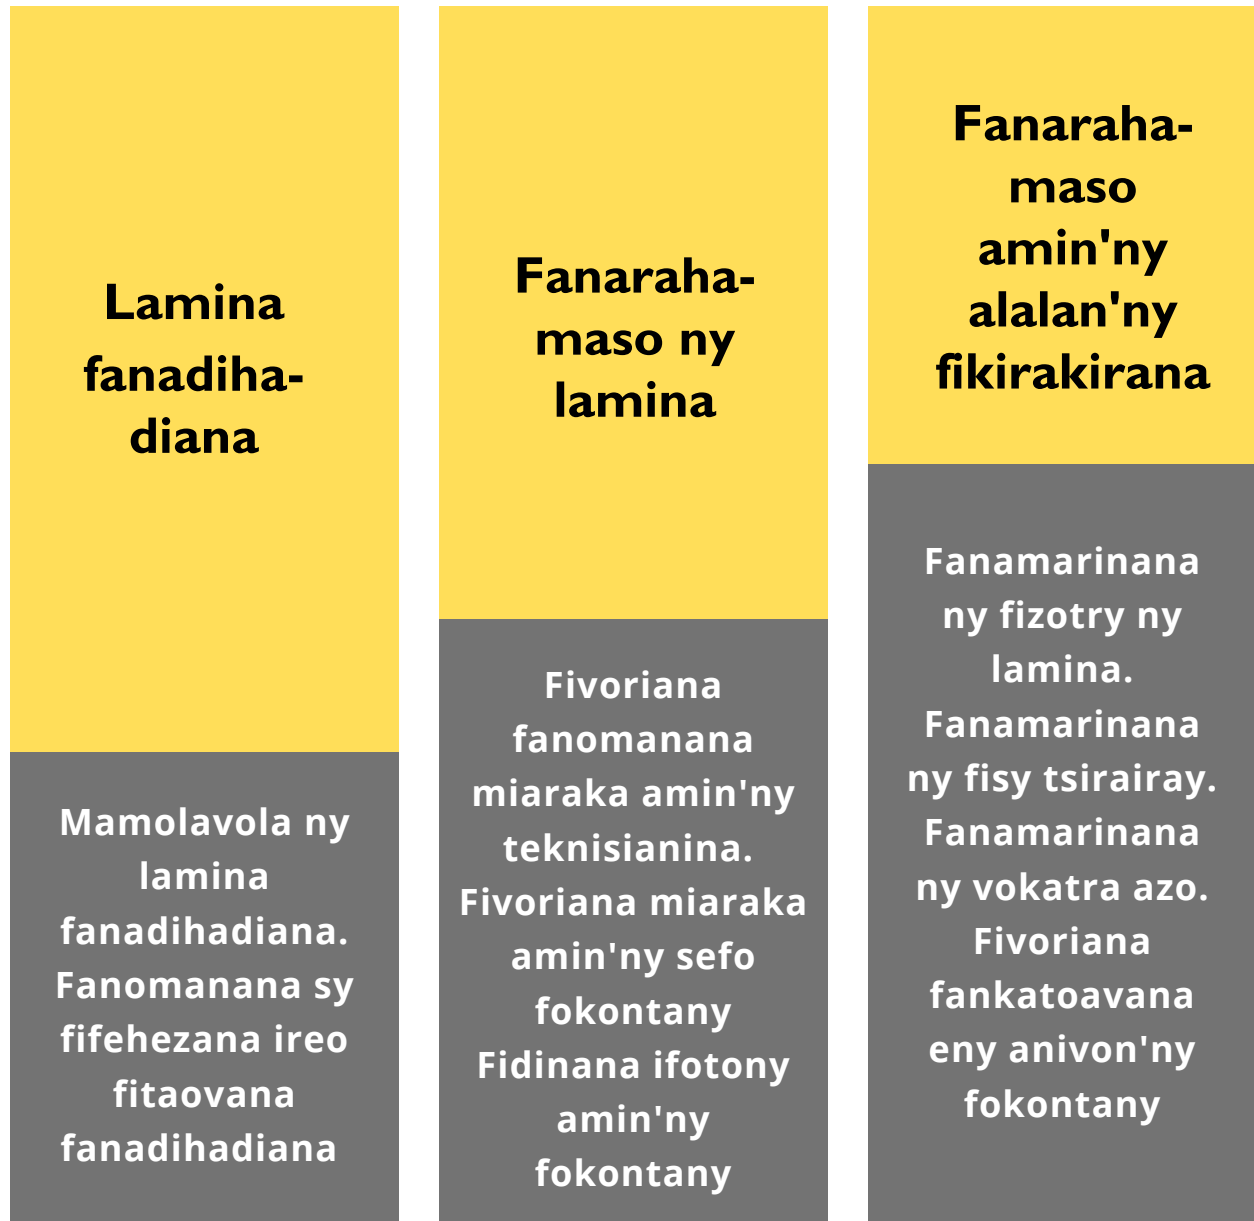 Lamina
fanadiha-
diana
Mamolavola ny
lamina
fanadihadiana.
Fanomanana sy
fifehezana ireo
fitaovana
fanadihadiana
Fanaraha-
maso ny
lamina
Fivoriana
fanomanana
miaraka amin'ny
teknisianina.
Fivoriana miaraka
amin'ny sefo
fokontany
Fidinana ifotony
amin'ny
fokontany
Fanaraha-
maso
amin'ny
alalan'ny
fikirakirana
Fanamarinana
ny fizotry ny
lamina.
Fanamarinana
ny fisy tsirairay.
Fanamarinana
ny vokatra azo.
Fivoriana
fankatoavana
eny anivon'ny
fokontany